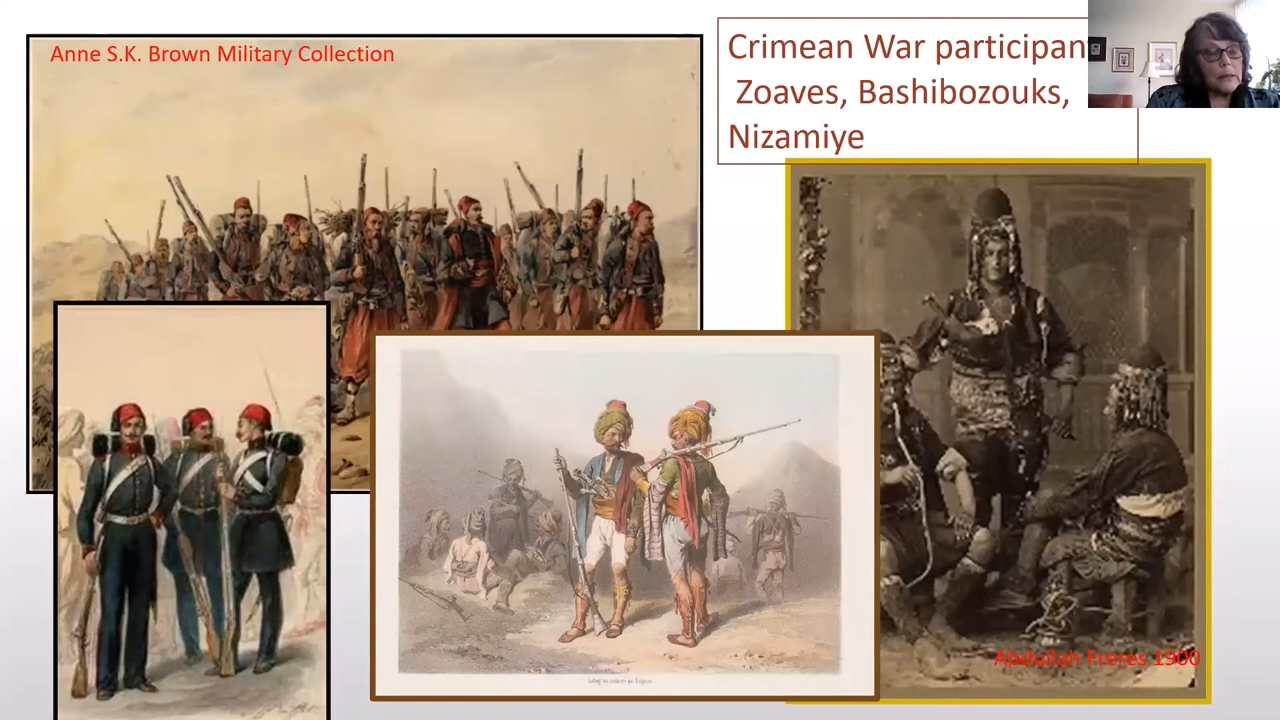 Anne S.K. Brown Military Collection
Crimean War participan
Zoaves, Bashibozouks,
Nizamiye
Abdullah Freres 1900